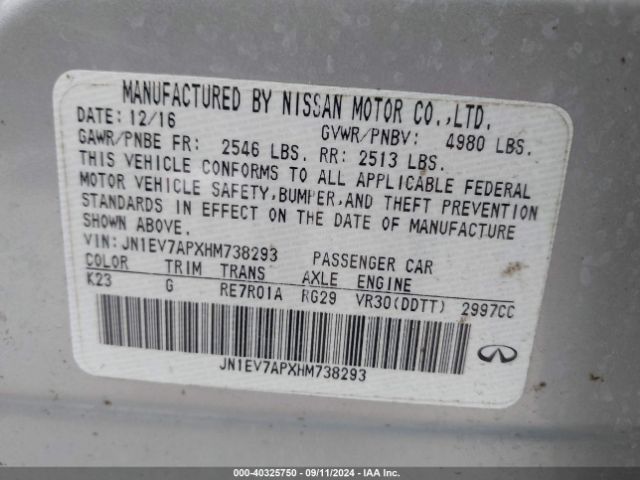 MANUFACTURED BY NISSAN MOTOR CO.,LTD.
DATE: 12/16 GVWR/PNBV: 4980 LBS.
GAWR/PNBE FR: 2546 LBS. RR: 2513 LBS.
THIS VEHICLE CONFORMS TO ALL APPLICABLE FEDERAL
MOTOR VEHICLE SAFETY,BUMPER,AND THEFT PREVENTION
STANDARDS IN EFFECT ON THE DATE OF MANUFACTURE
SHOWN ABOVE.
VIN: JN1EV7APXHM738293 PASSENGER CAR
COLOR TRIM TRANS AXLE ENGINE
K23 G RE7R01A RG29 VR30(DDTT) 2997CC
JN1EV7APXHM738293
000-40325750 - 09/11/2024 - IAA Inc.